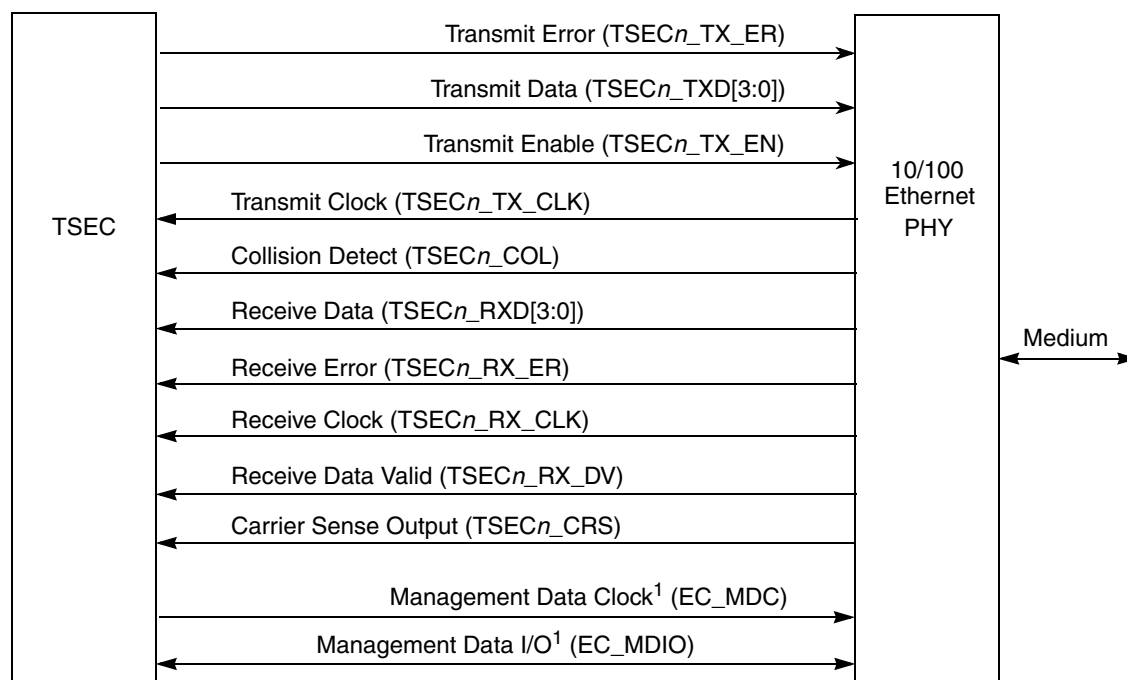 Transmit Error (TSECn_TX_ER)
Transmit Data (TSECn_TXD[3:0])
Transmit Enable (TSECn_TX_EN)
10/100
Ethernet
PHY
Transmit Clock (TSECn_TX_CLK)
TSEC
Collision Detect (TSECn_COL)
Receive Data (TSECn_RXD[3:0])
Medium
Receive Error (TSECn_RX_ER)
Receive Clock (TSECn_RX_CLK)
Receive Data Valid (TSECn_RX_DV)
Carrier Sense Output (TSECn_CRS)
Management Data Clock¹ (EC_MDC)
Management Data I/O¹ (EC_MDIO)